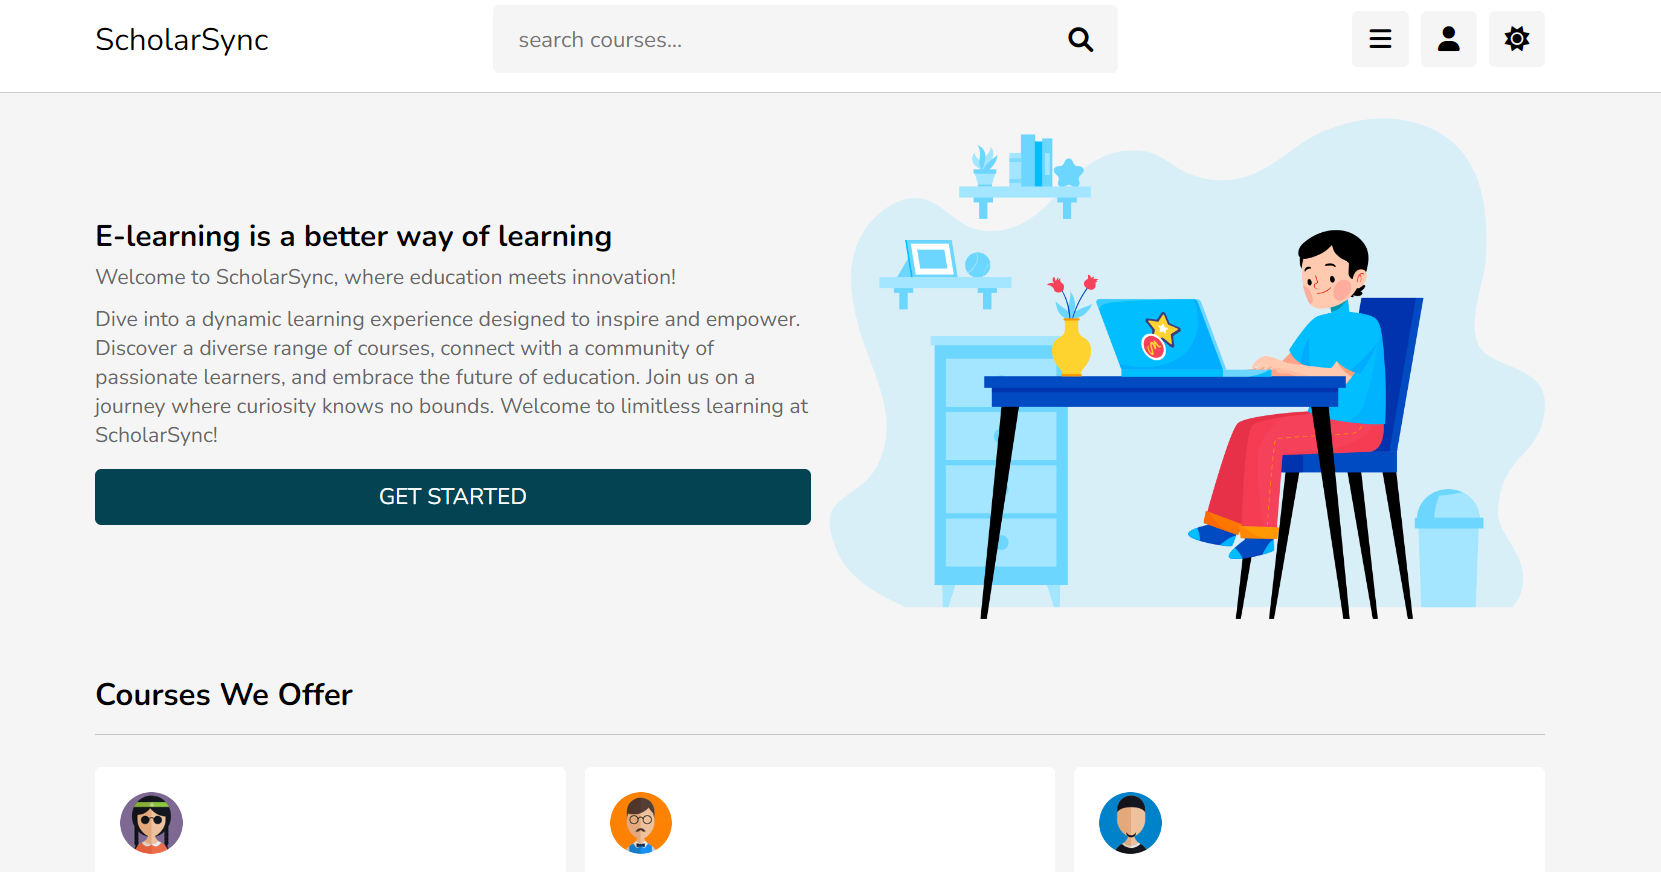 ScholarSync
search courses...
E-learning is a better way of learning
Welcome to ScholarSync, where education meets innovation!
Dive into a dynamic learning experience designed to inspire and empower.
Discover a diverse range of courses, connect with a community of
passionate learners, and embrace the future of education. Join us on a
journey where curiosity knows no bounds. Welcome to limitless learning at
ScholarSync!
GET STARTED
Courses We Offer